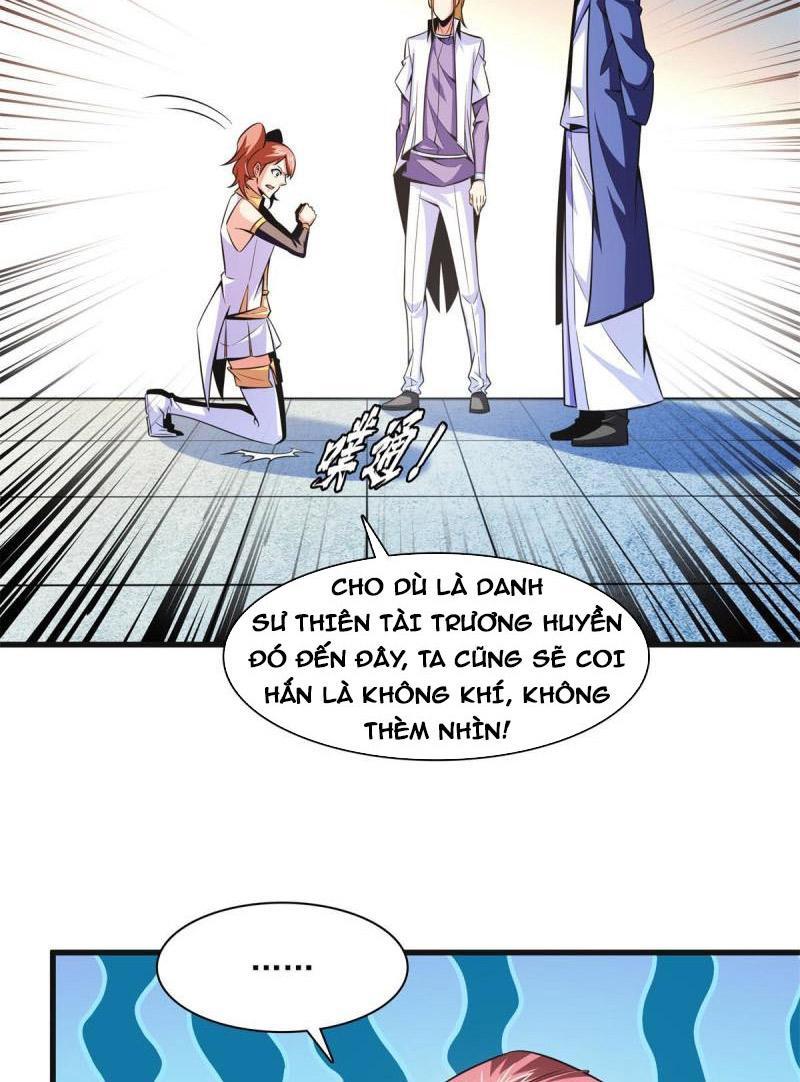 噗通！
CHO DÙ LÀ DANH
SƯ THIÊN TÀI TRƯƠNG HUYỀN
ĐÓ ĐẾN ĐÂY, TA CŨNG SẼ COI
HẮN LÀ KHÔNG KHÍ, KHÔNG
THÈM NHÌN!
......